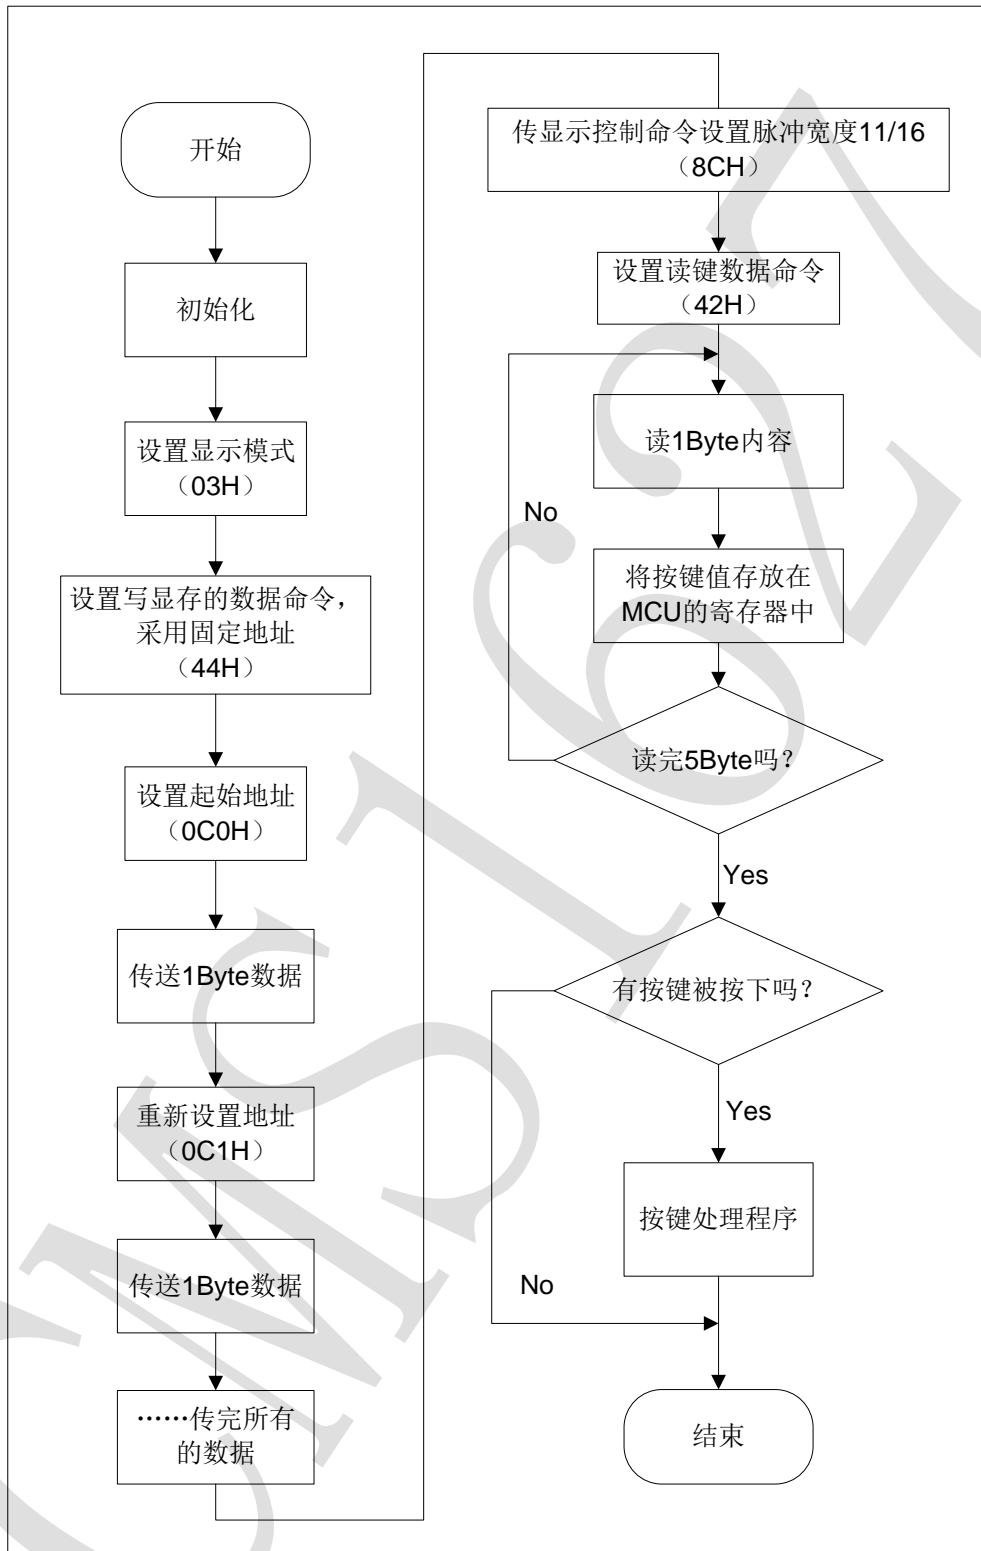 开始
初始化
设置显示模式
（03H）
设置写显存的数据命令，
采用固定地址
（44H）
设置起始地址
（0C0H）
传送1Byte数据
重新设置地址
（0C1H）
传送1Byte数据
……传完所有
的数据
传显示控制命令设置脉冲宽度11/16
（8CH）
设置读键数据命令
（42H）
读1Byte内容
No
将按键值存放在
MCU的寄存器中
读完5Byte吗？
Yes
有按键被按下吗？
Yes
按键处理程序
No
结束
CMS1627